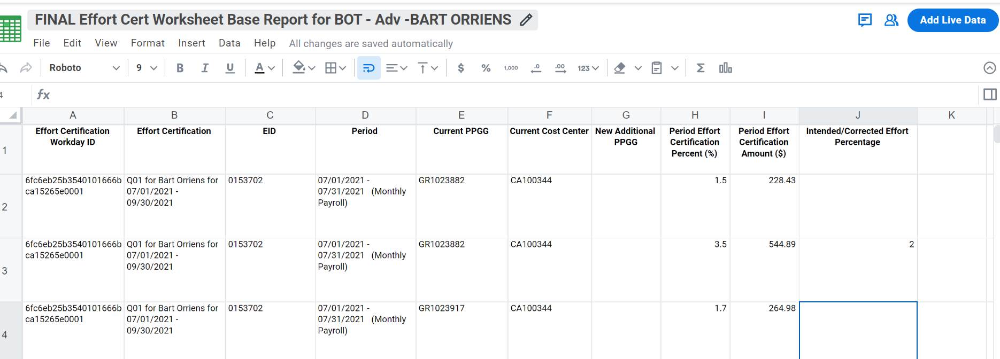 FINAL Effort Cert Worksheet Base Report for BOT - Adv -BART ORRIENS
Add Live Data
File Edit View Format Insert Data Help All changes are saved automatically
Roboto 9 B I U A $ % 1,000 .0 .00 123 Σ
4 fx
A B C D E F G H I J K
1
Effort Certification
Workday ID
Effort Certification
EID
Period
Current PPGG
Current Cost Center
New Additional
PPGG
Period Effort
Certification
Percent (%)
Period Effort
Certification
Amount ($)
Intended/Corrected Effort
Percentage
2
6fc6eb25b3540101666b
ca15265e0001
Q01 for Bart Orriens for
07/01/2021 -
09/30/2021
0153702
07/01/2021 -
07/31/2021 (Monthly
Payroll)
GR1023882
CA100344
1.5
228.43
3
6fc6eb25b3540101666b
ca15265e0001
Q01 for Bart Orriens for
07/01/2021 -
09/30/2021
0153702
07/01/2021 -
07/31/2021 (Monthly
Payroll)
GR1023882
CA100344
3.5
544.89
2
4
6fc6eb25b3540101666b
ca15265e0001
Q01 for Bart Orriens for
07/01/2021 -
09/30/2021
0153702
07/01/2021 -
07/31/2021 (Monthly
Payroll)
GR1023917
CA100344
1.7
264.98